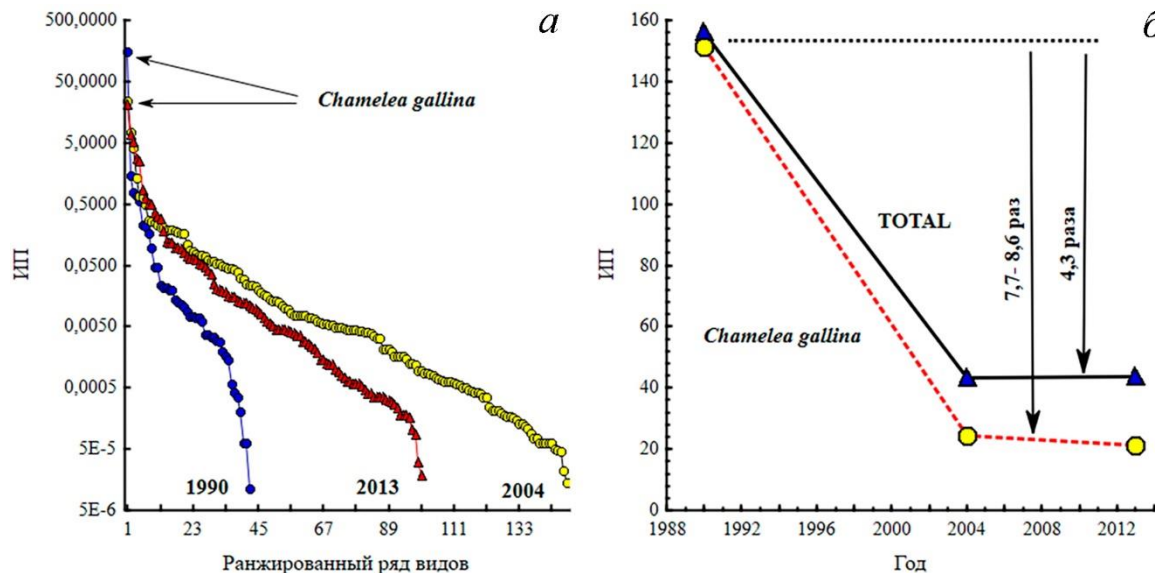 а
500,0000
50,0000
5,0000
0,5000
0,0500
0,0050
0,0005
5E-5
5E-6
ИП
Chamelea gallina
1990
2013
2004
1 23 45 67 89 111 133
Ранжированный ряд видов
б
160
140
120
100
80
60
40
20
0
ИП
TOTAL
Chamelea gallina
7,7- 8,6 раз
4,3 раза
1988 1992 1996 2000 2004 2008 2012
Год